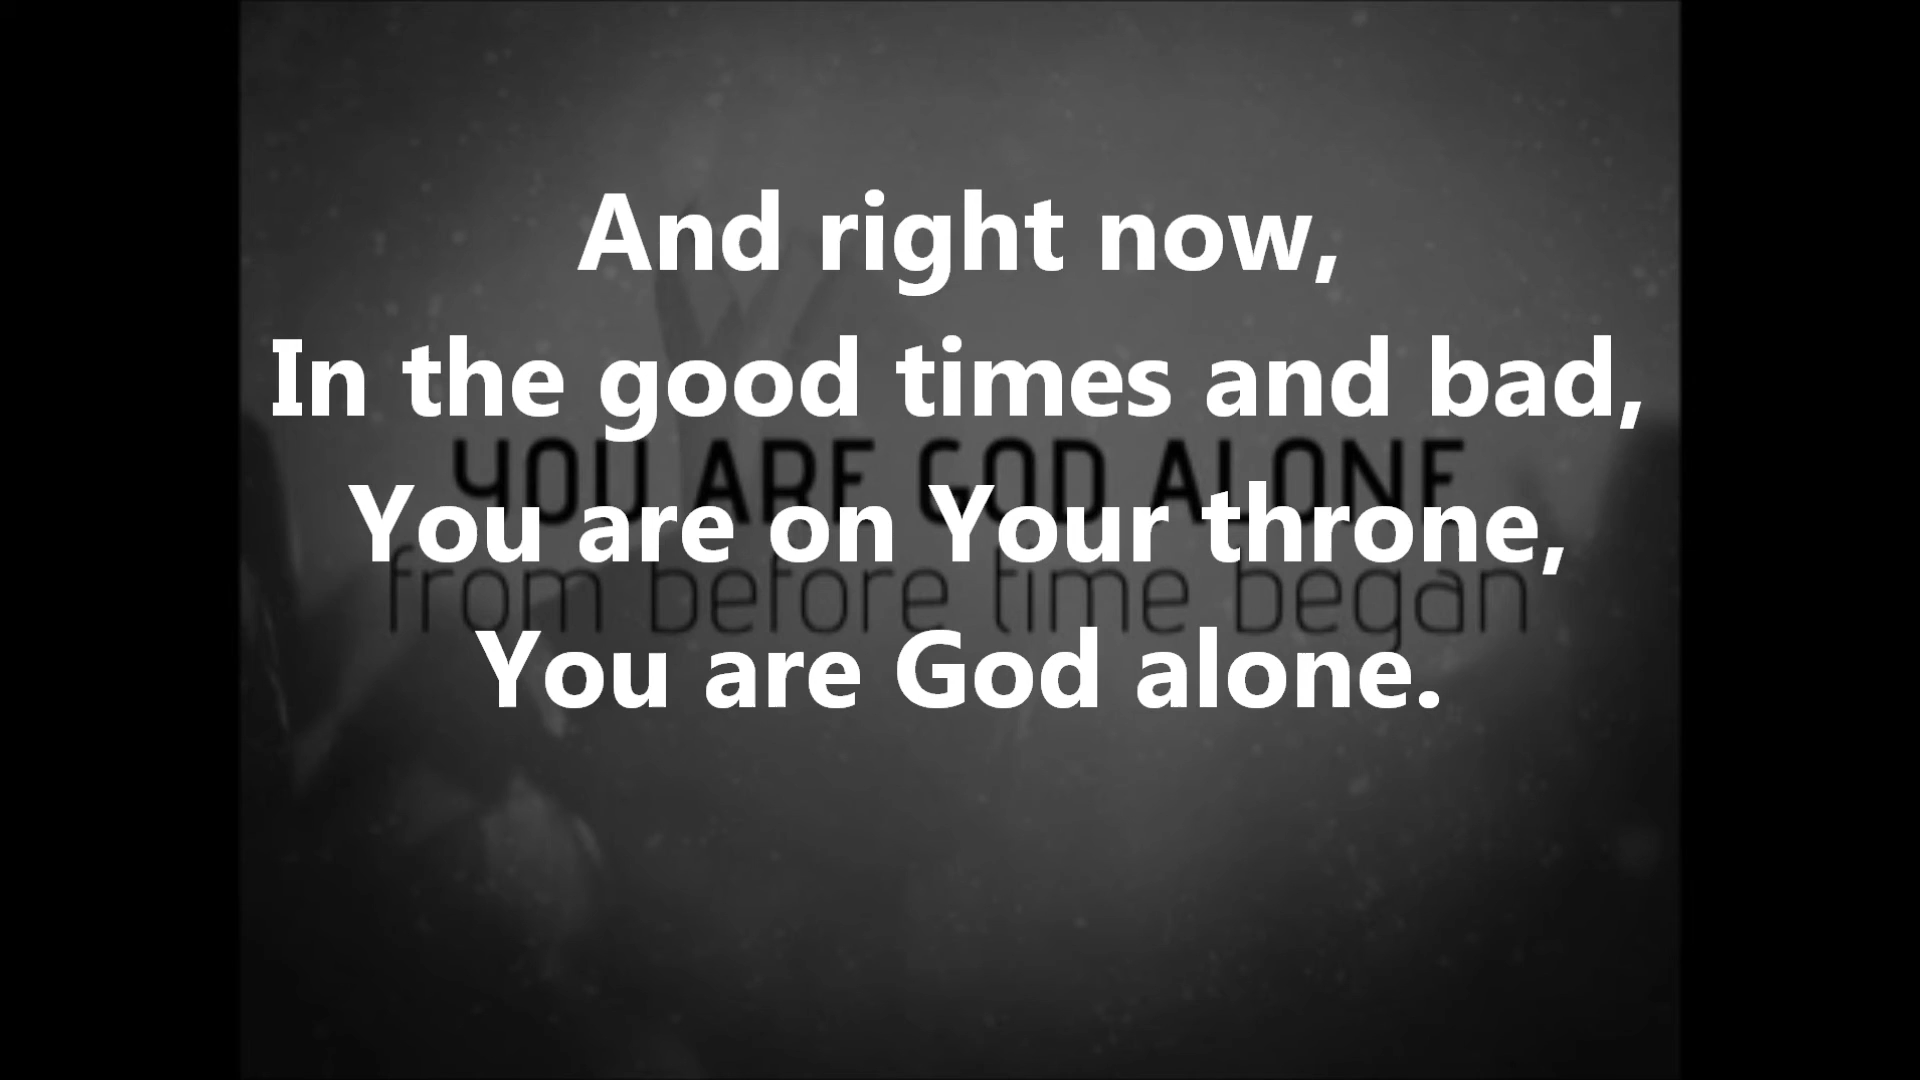 And right now,
In the good times and bad,
YOU ARE GOD ALONE
You are on Your throne,
from before time began
You are God alone.